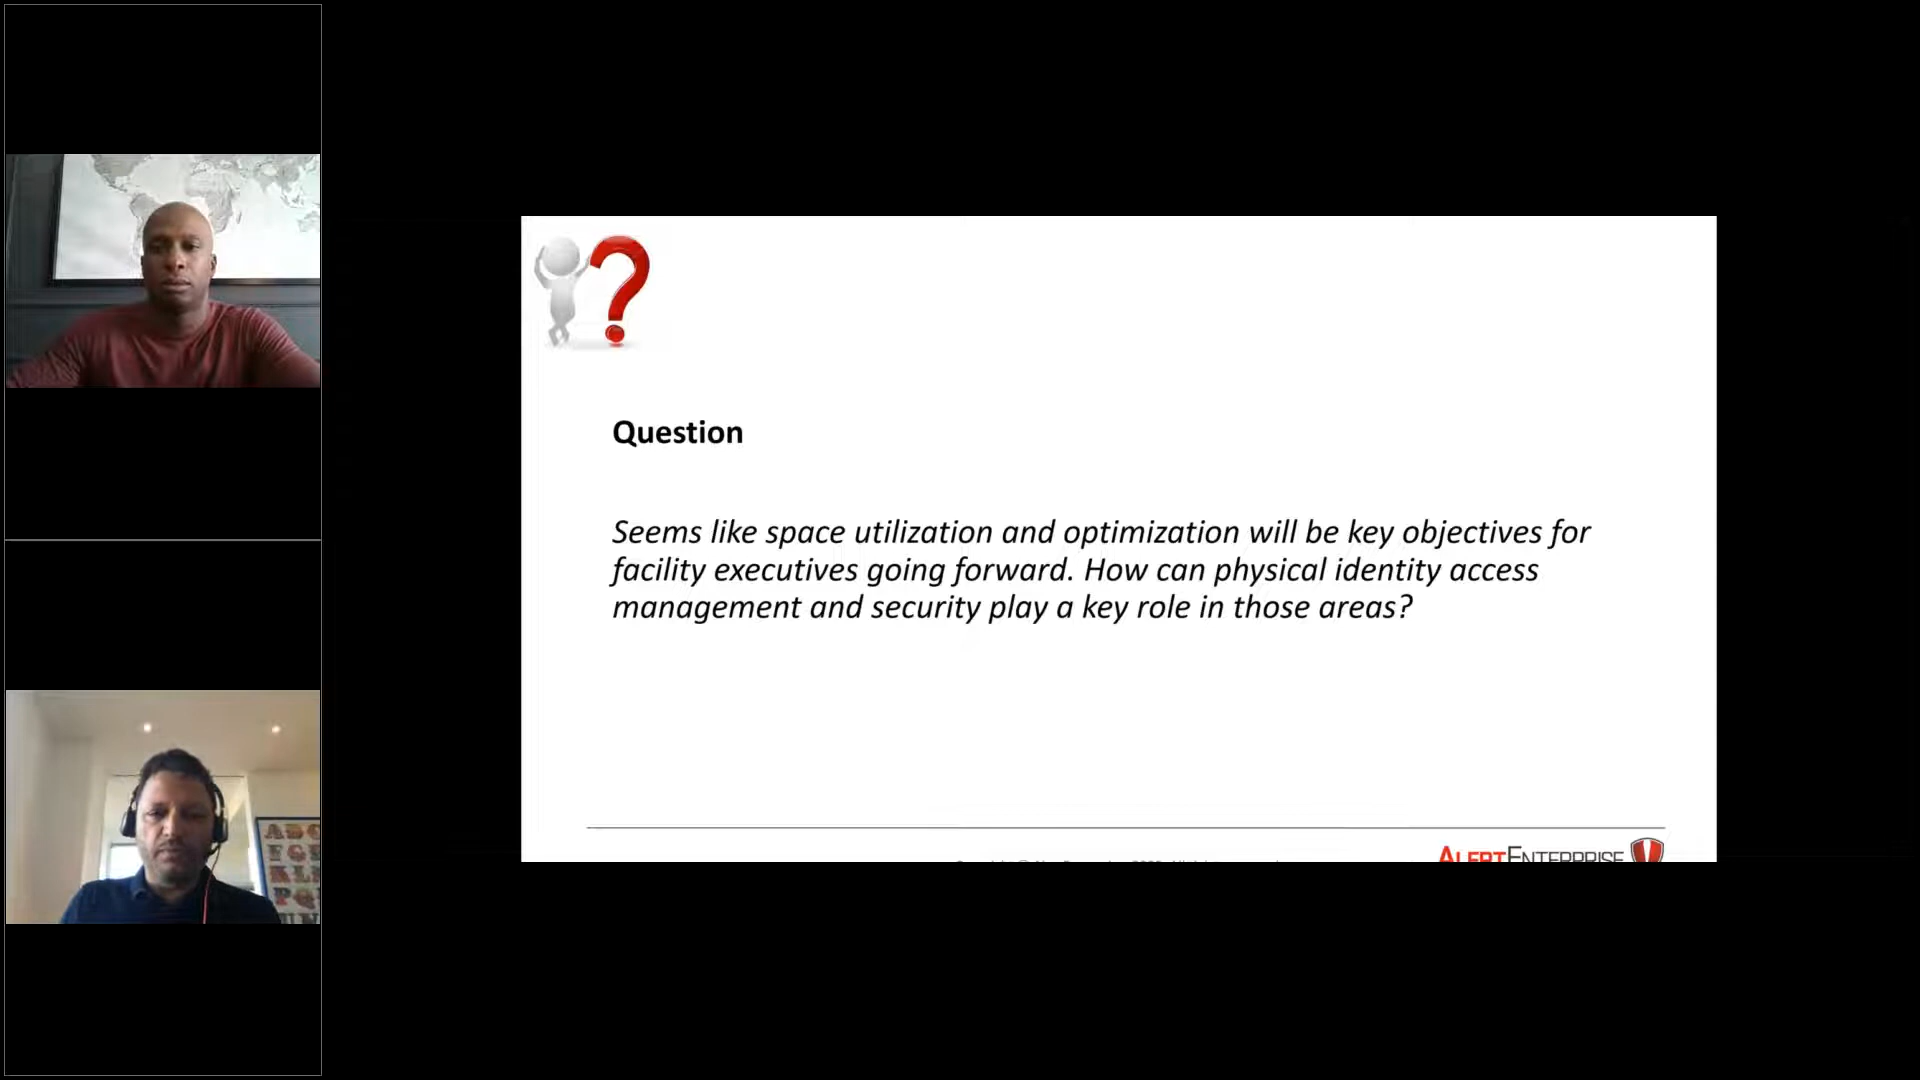 Question
Seems like space utilization and optimization will be key objectives for
facility executives going forward. How can physical identity access
management and security play a key role in those areas?
ALERTENTERPRISE